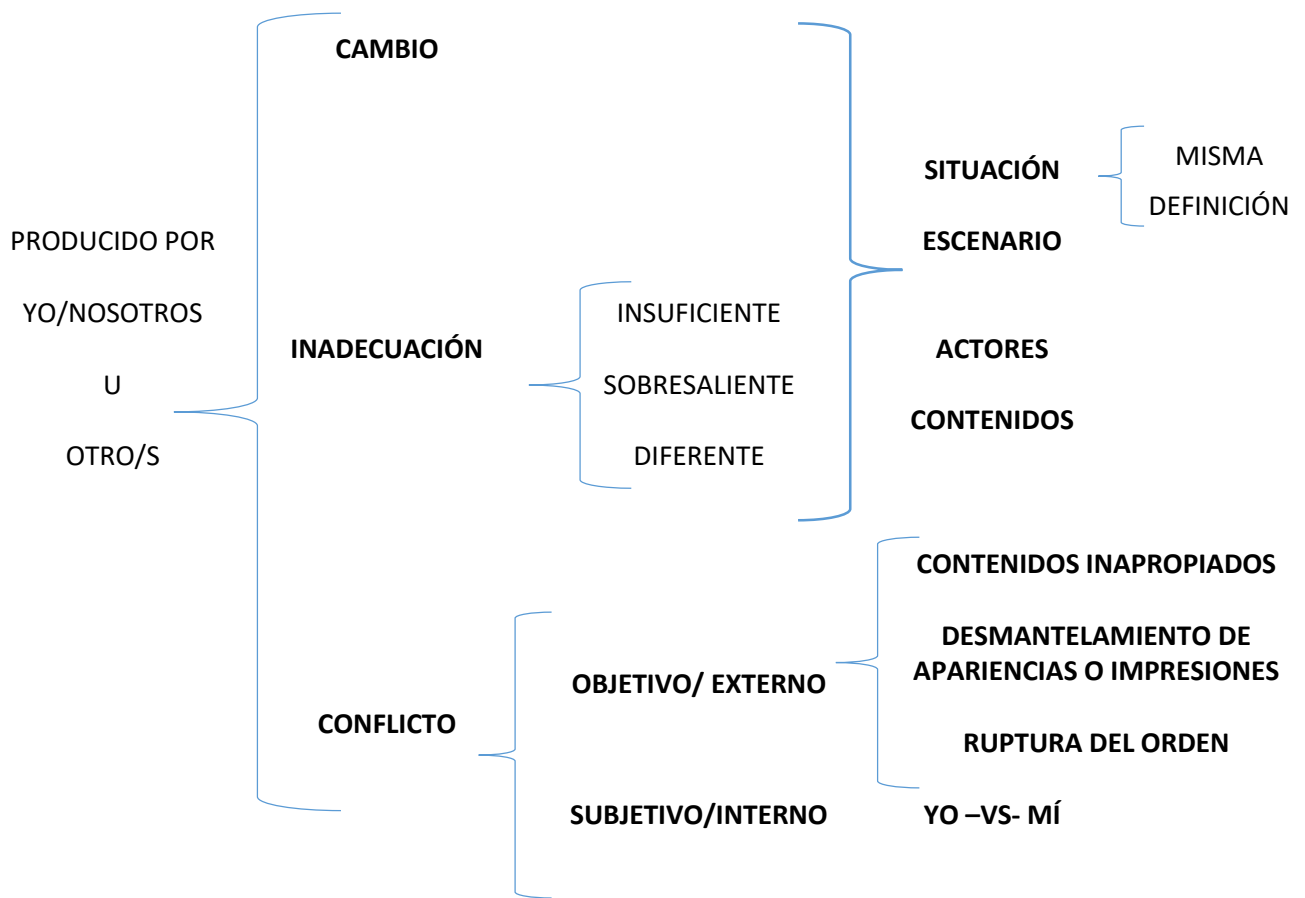 CAMBIO
SITUACIÓN
MISMA
DEFINICIÓN
PRODUCIDO POR
ESCENARIO
YO/NOSOTROS
INADECUACIÓN
INSUFICIENTE
ACTORES
U
SOBRESALIENTE
CONTENIDOS
OTRO/S
DIFERENTE
CONTENIDOS INAPROPIADOS
DESMANTELAMIENTO DE
APARIENCIAS O IMPRESIONES
OBJETIVO/ EXTERNO
CONFLICTO
RUPTURA DEL ORDEN
SUBJETIVO/INTERNO
YO –VS- MÍ